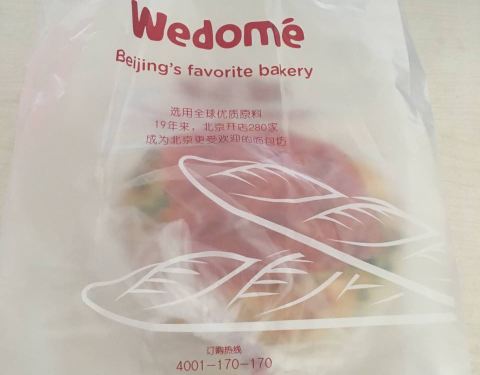 Wedomé
Beijing's favorite bakery
选用全球优质原料
19年来，北京开店280家
成为北京更受欢迎的面包坊
订购热线
4001-170-170